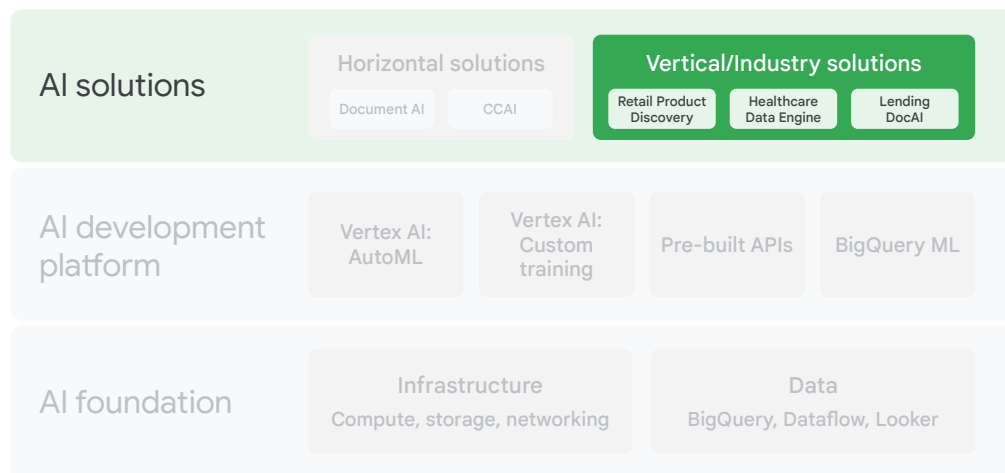 AI solutions
Horizontal solutions
Document AI
CCAI
Vertical/Industry solutions
Retail Product
Discovery
Healthcare
Data Engine
Lending
DocAI
AI development
platform
Vertex AI:
AutoML
Vertex AI:
Custom
training
Pre-built APIs
BigQuery ML
AI foundation
Infrastructure
Compute, storage, networking
Data
BigQuery, Dataflow, Looker